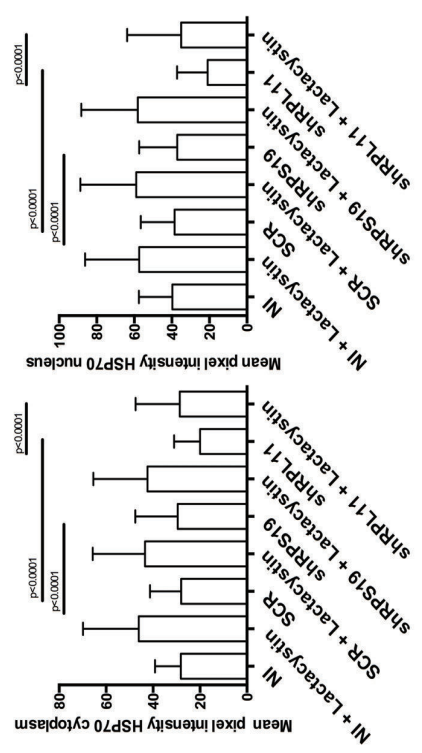 Mean pixel intensity HSP70 cytoplasm
80
60
40
20
0
p<0.0001
p<0.0001
p<0.0001
NI
NI + Lactacystin
SCR
SCR + Lactacystin
shRPS19
shRPS19 + Lactacystin
shRPL11
shRPL11 + Lactacystin
Mean pixel intensity HSP70 nucleus
100
80
60
40
20
0
p<0.0001
p<0.0001
p<0.0001
NI
NI + Lactacystin
SCR
SCR + Lactacystin
shRPS19
shRPS19 + Lactacystin
shRPL11
shRPL11 + Lactacystin